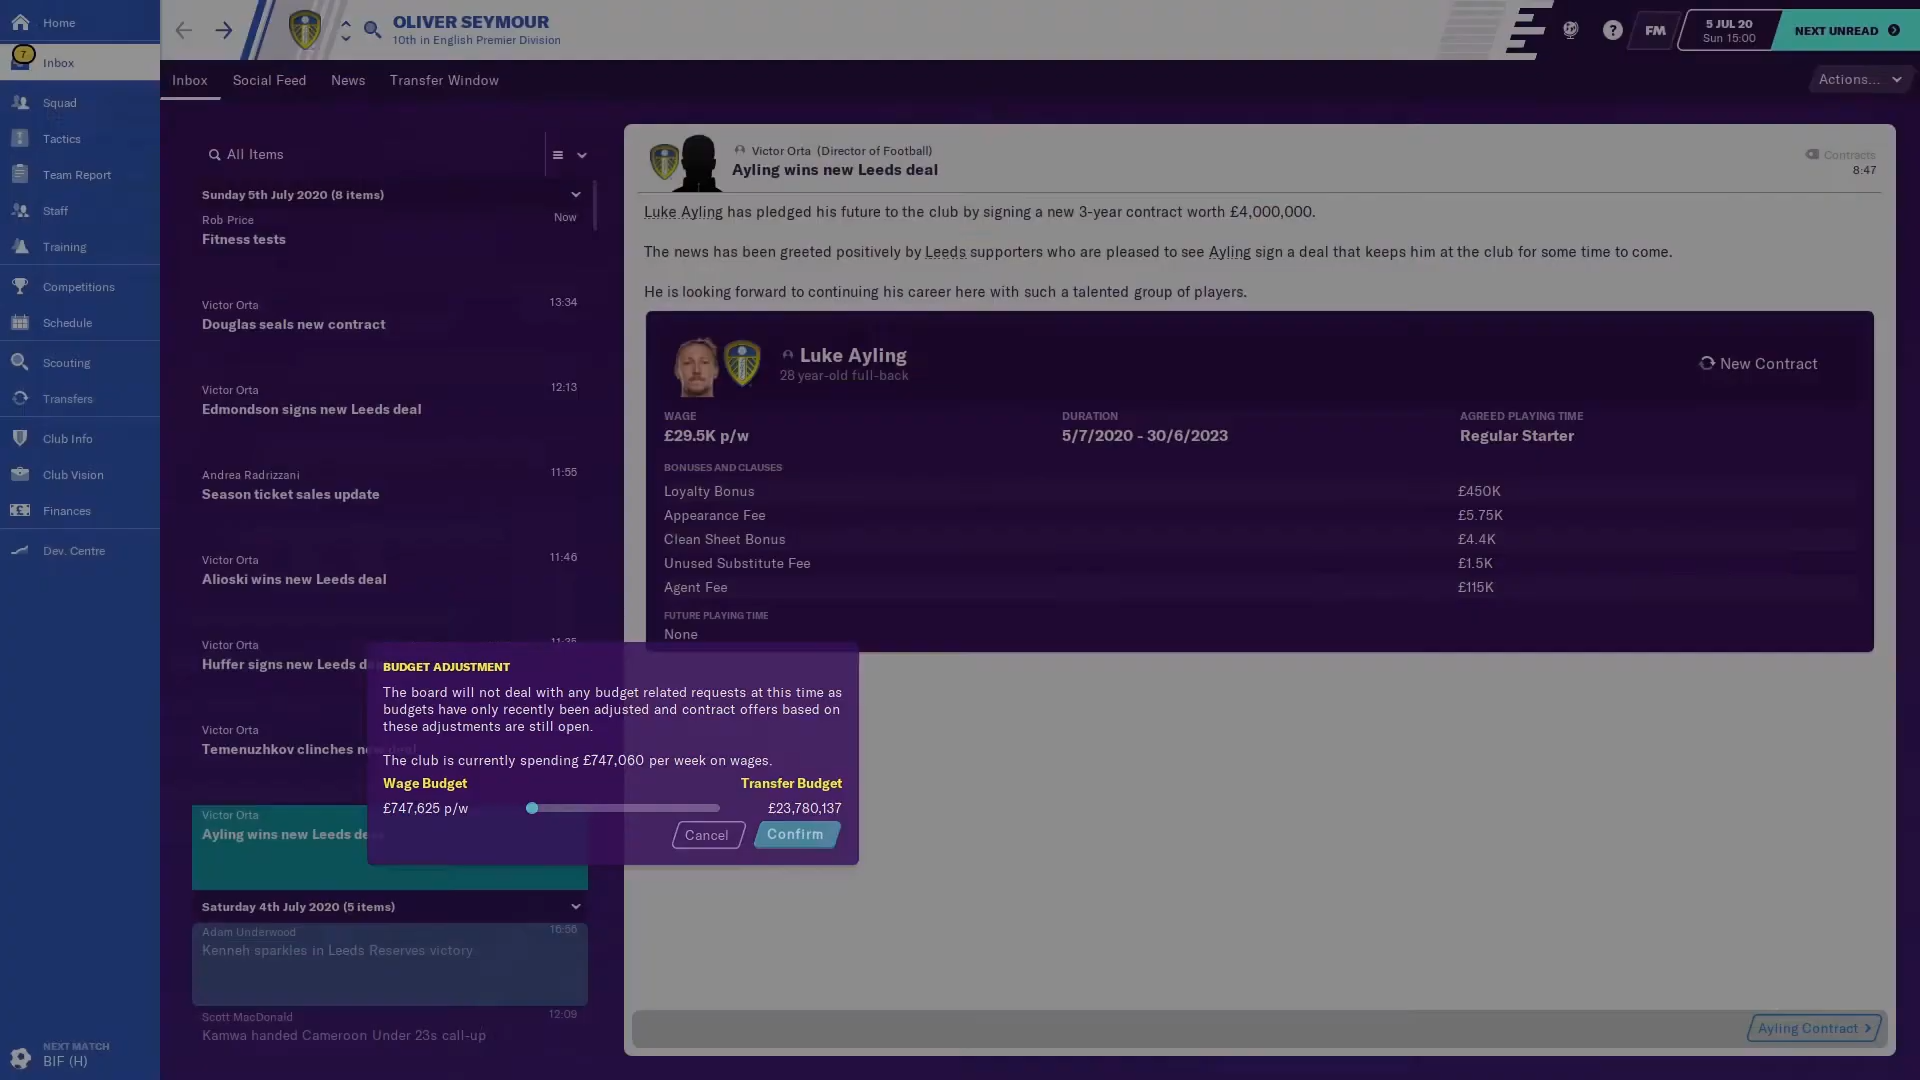 Home
OLIVER SEYMOUR
10th in English Premier Division
?
FM
5 JUL 20
Sun 15:00
NEXT UNREAD
7
Inbox
Inbox
Social Feed
News
Transfer Window
Actions...
Squad
Tactics
Team Report
Staff
Training
Competitions
Schedule
Scouting
Transfers
Club Info
Club Vision
Finances
Dev. Centre
NEXT MATCH
BIF (H)
All Items
Sunday 5th July 2020 (8 items)
Rob Price
Now
Fitness tests
Victor Orta
13:34
Douglas seals new contract
Victor Orta
12:13
Edmondson signs new Leeds deal
Andrea Radrizzani
11:55
Season ticket sales update
Victor Orta
11:46
Alioski wins new Leeds deal
Victor Orta
Huffer signs new Leeds
Victor Orta
Temenuzhkov clinches
Victor Orta
Ayling wins new Leeds
Saturday 4th July 2020 (5 items)
Adam Underwood
16:56
Kenneh sparkles in Leeds Reserves victory
Scott MacDonald
12:09
Kamwa handed Cameroon Under 23s call-up
Victor Orta (Director of Football)
Ayling wins new Leeds deal
Contracts
8:47
Luke Ayling has pledged his future to the club by signing a new 3-year contract worth £4,000,000.
The news has been greeted positively by Leeds supporters who are pleased to see Ayling sign a deal that keeps him at the club for some time to come.
He is looking forward to continuing his career here with such a talented group of players.
Luke Ayling
28 year-old full-back
New Contract
WAGE
DURATION
AGREED PLAYING TIME
£29.5K p/w
5/7/2020 - 30/6/2023
Regular Starter
BONUSES AND CLAUSES
Loyalty Bonus
£450K
Appearance Fee
£5.75K
Clean Sheet Bonus
£4.4K
Unused Substitute Fee
£1.5K
Agent Fee
£115K
FUTURE PLAYING TIME
None
BUDGET ADJUSTMENT
The board will not deal with any budget related requests at this time as
budgets have only recently been adjusted and contract offers based on
these adjustments are still open.
The club is currently spending £747,060 per week on wages.
Wage Budget
Transfer Budget
£747,625 p/w
£23,780,137
Cancel
Confirm
Ayling Contract